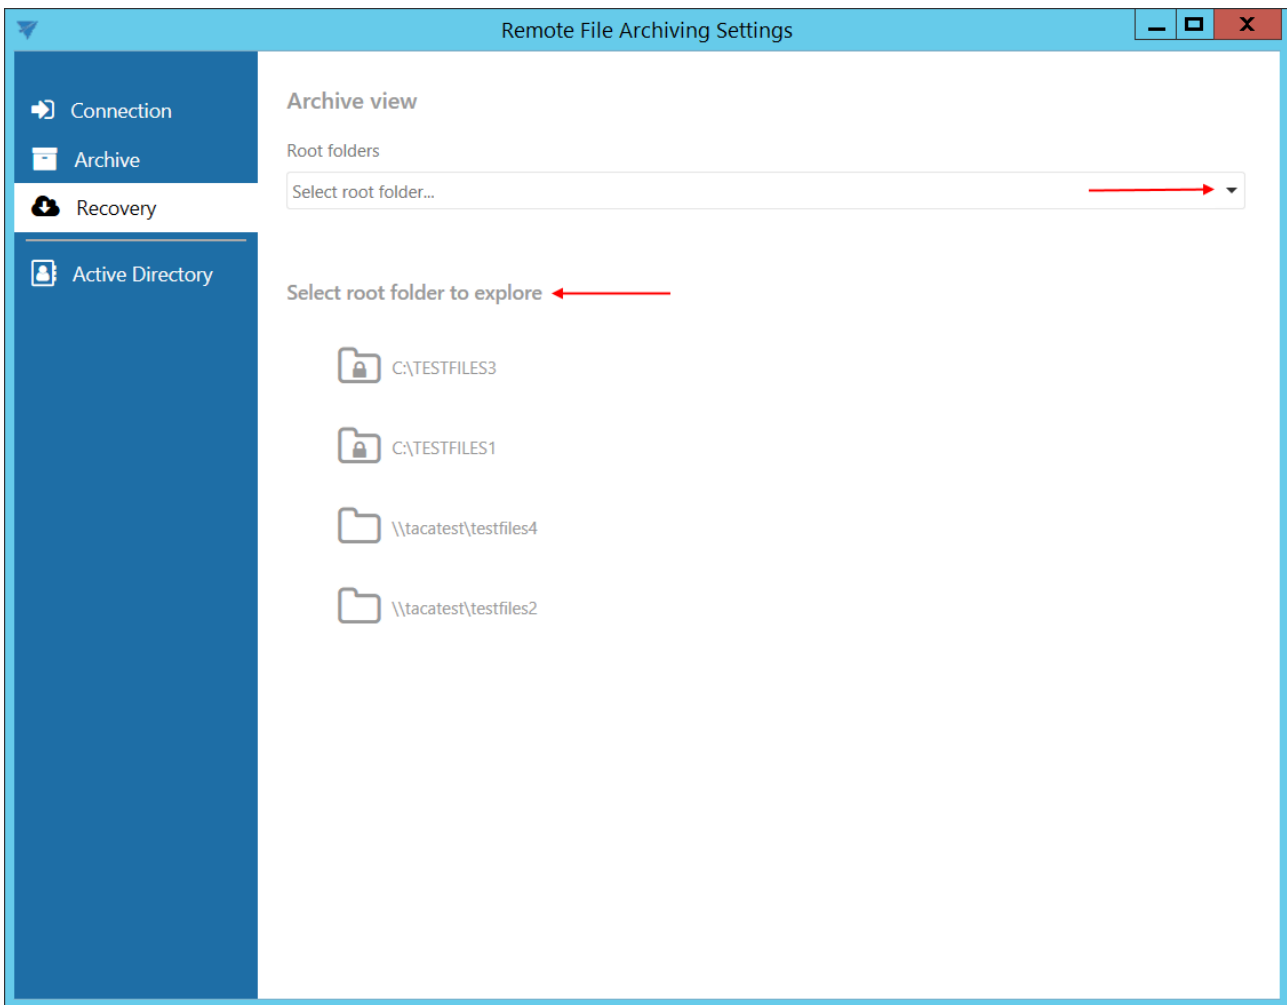 Remote File Archiving Settings
X
Connection
Archive
Recovery
Active Directory
Archive view
Root folders
Select root folder...
Select root folder to explore
C:\TESTFILES3
C:\TESTFILES1
\\tacatest\testfiles4
\\tacatest\testfiles2